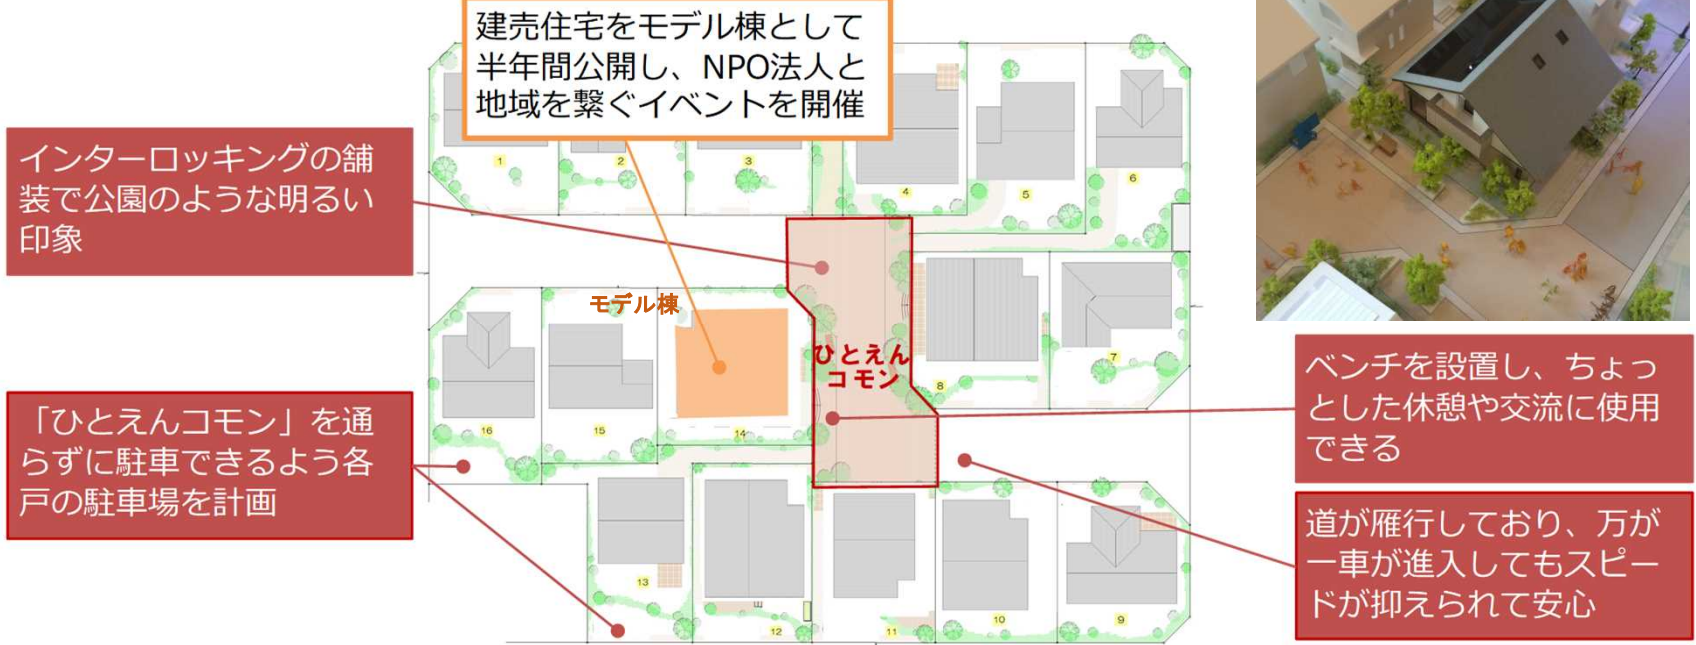 建売住宅をモデル棟として
半年間公開し、NPO法人と
地域を繋ぐイベントを開催
インターロッキングの舗
装で公園のような明るい
印象
「ひとえんコモン」を通
らずに駐車できるよう各
戸の駐車場を計画
モデル棟
ひとえん
コモン
1
2
3
4
5
6
7
8
16
15
14
13
12
11
10
9
ベンチを設置し、ちょっ
とした休憩や交流に使用
できる
道が雁行しており、万が
一車が進入してもスピー
ドが抑えられて安心